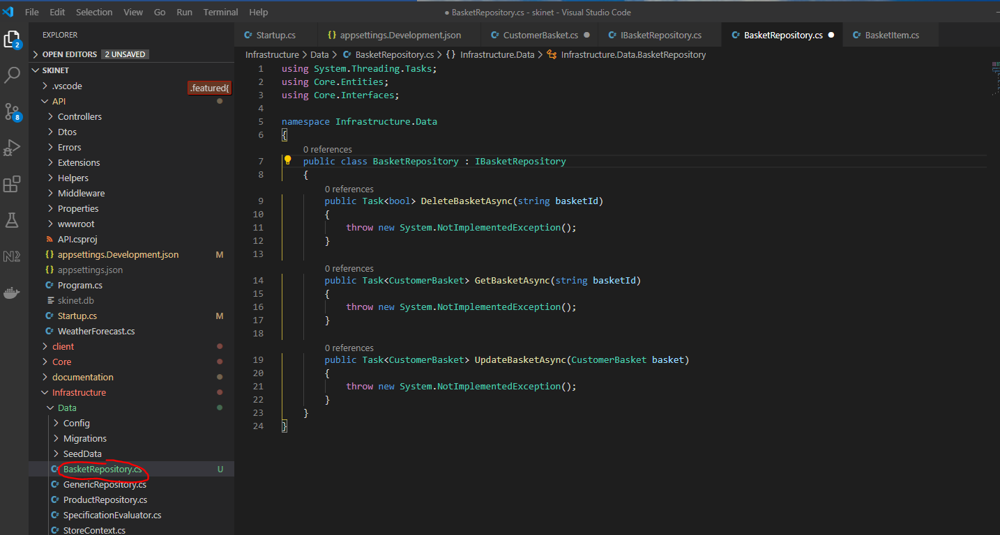 File Edit Selection View Go Run Terminal Help
● BasketRepository.cs - skinet - Visual Studio Code
EXPLORER
Startup.cs
{} appsettings.Development.json
CustomerBasket.cs ●
IBasketRepository.cs
BasketRepository.cs ●
BasketItem.cs
2
OPEN EDITORS 2 UNSAVED
Infrastructure > Data > BasketRepository.cs > {} Infrastructure.Data > Infrastructure.Data.BasketRepository
SKINET
.vscode
.featured{
API
Controllers
8
Dtos
Errors
Extensions
Helpers
Middleware
Properties
wwwroot
API.csproj
{} appsettings.Development.json M
{} appsettings.json
Program.cs
skinet.db
Startup.cs M
WeatherForecast.cs
client
Core
documentation
Infrastructure
Data
Config
Migrations
SeedData
BasketRepository.cs U
GenericRepository.cs
ProductRepository.cs
SpecificationEvaluator.cs
StoreContext.cs
1 using System.Threading.Tasks;
2 using Core.Entities;
3 using Core.Interfaces;
4
5 namespace Infrastructure.Data
6 {
0 references
7 public class BasketRepository : IBasketRepository
8 {
0 references
9 public Task<bool> DeleteBasketAsync(string basketId)
10 {
11 throw new System.NotImplementedException();
12 }
13
0 references
14 public Task<CustomerBasket> GetBasketAsync(string basketId)
15 {
16 throw new System.NotImplementedException();
17 }
18
0 references
19 public Task<CustomerBasket> UpdateBasketAsync(CustomerBasket basket)
20 {
21 throw new System.NotImplementedException();
22 }
23 }
24 }